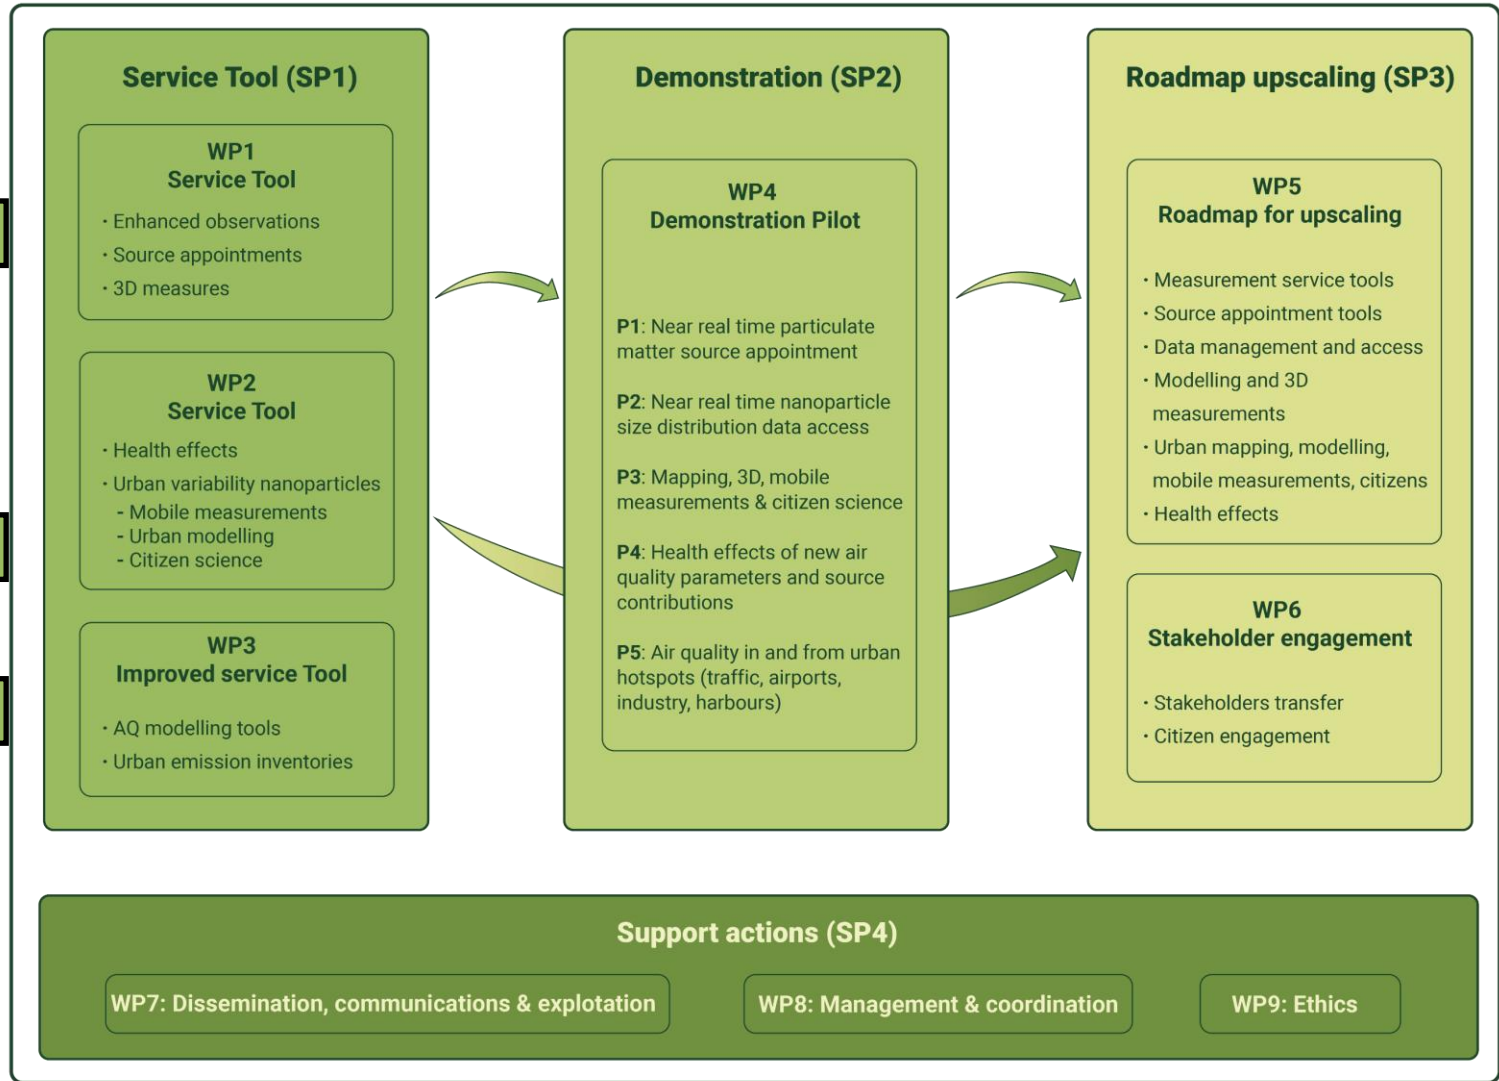 Service Tool (SP1)
WP1
Service Tool
· Enhanced observations
· Source appointments
· 3D measures
WP2
Service Tool
· Health effects
· Urban variability nanoparticles
- Mobile measurements
- Urban modelling
- Citizen science
WP3
Improved service Tool
· AQ modelling tools
· Urban emission inventories
Demonstration (SP2)
WP4
Demonstration Pilot
P1: Near real time particulate
matter source appointment
P2: Near real time nanoparticle
size distribution data access
P3: Mapping, 3D, mobile
measurements & citizen science
P4: Health effects of new air
quality parameters and source
contributions
P5: Air quality in and from urban
hotspots (traffic, airports,
industry, harbours)
Roadmap upscaling (SP3)
WP5
Roadmap for upscaling
· Measurement service tools
· Source appointment tools
· Data management and access
· Modelling and 3D
measurements
· Urban mapping, modelling,
mobile measurements, citizens
· Health effects
WP6
Stakeholder engagement
· Stakeholders transfer
· Citizen engagement
Support actions (SP4)
WP7: Dissemination, communications & explotation
WP8: Management & coordination
WP9: Ethics